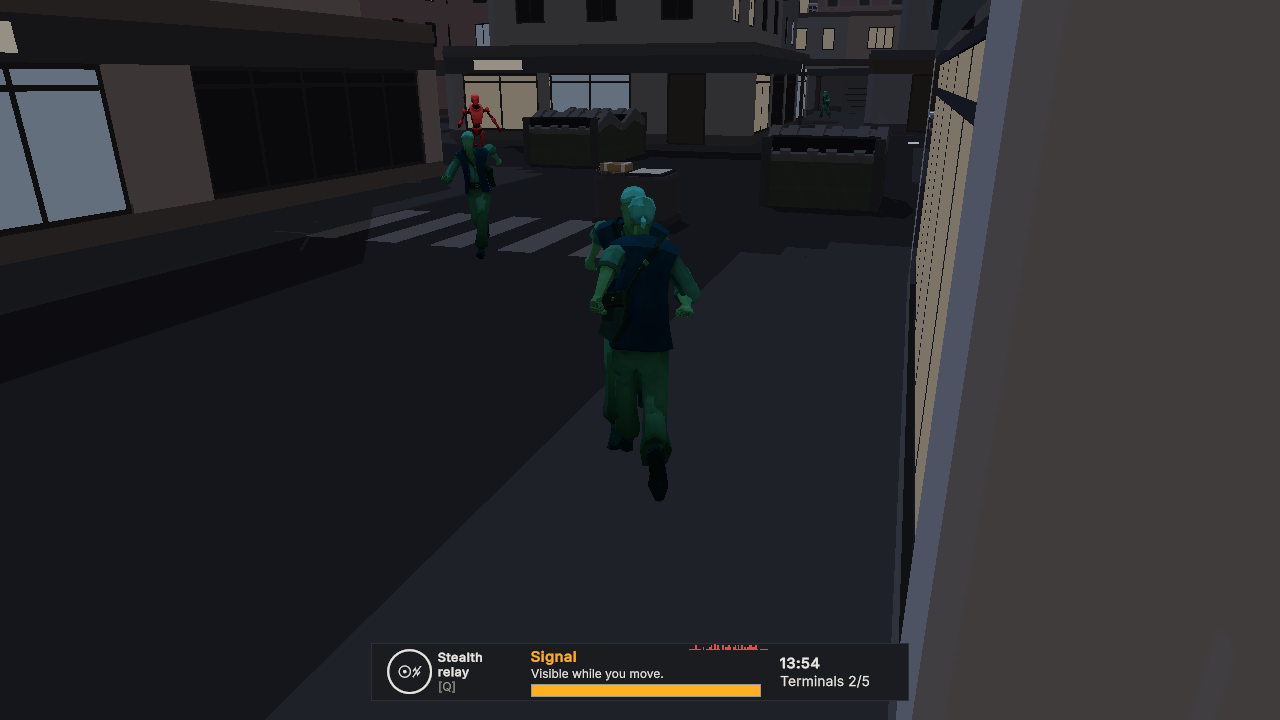 Stealth
relay
[Q]
Signal
Visible while you move.
13:54
Terminals 2/5